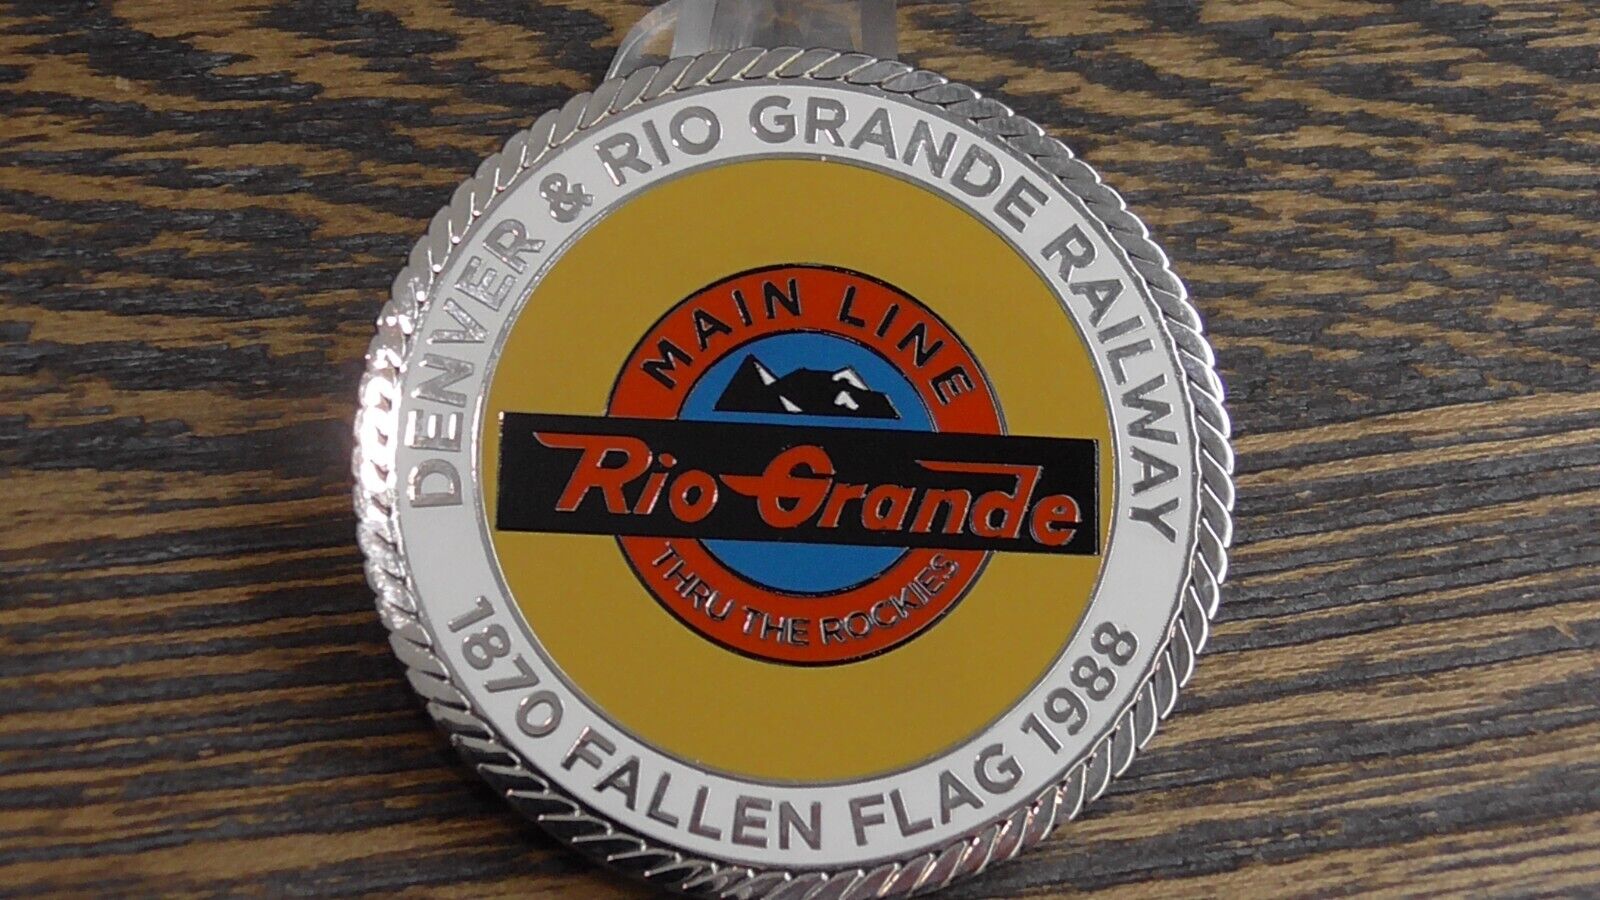 DENVER & RIO GRANDE RAILWAY
MAIN LINE
Rio Grande
THRU THE ROCKIES
1870 FALLEN FLAG 1988